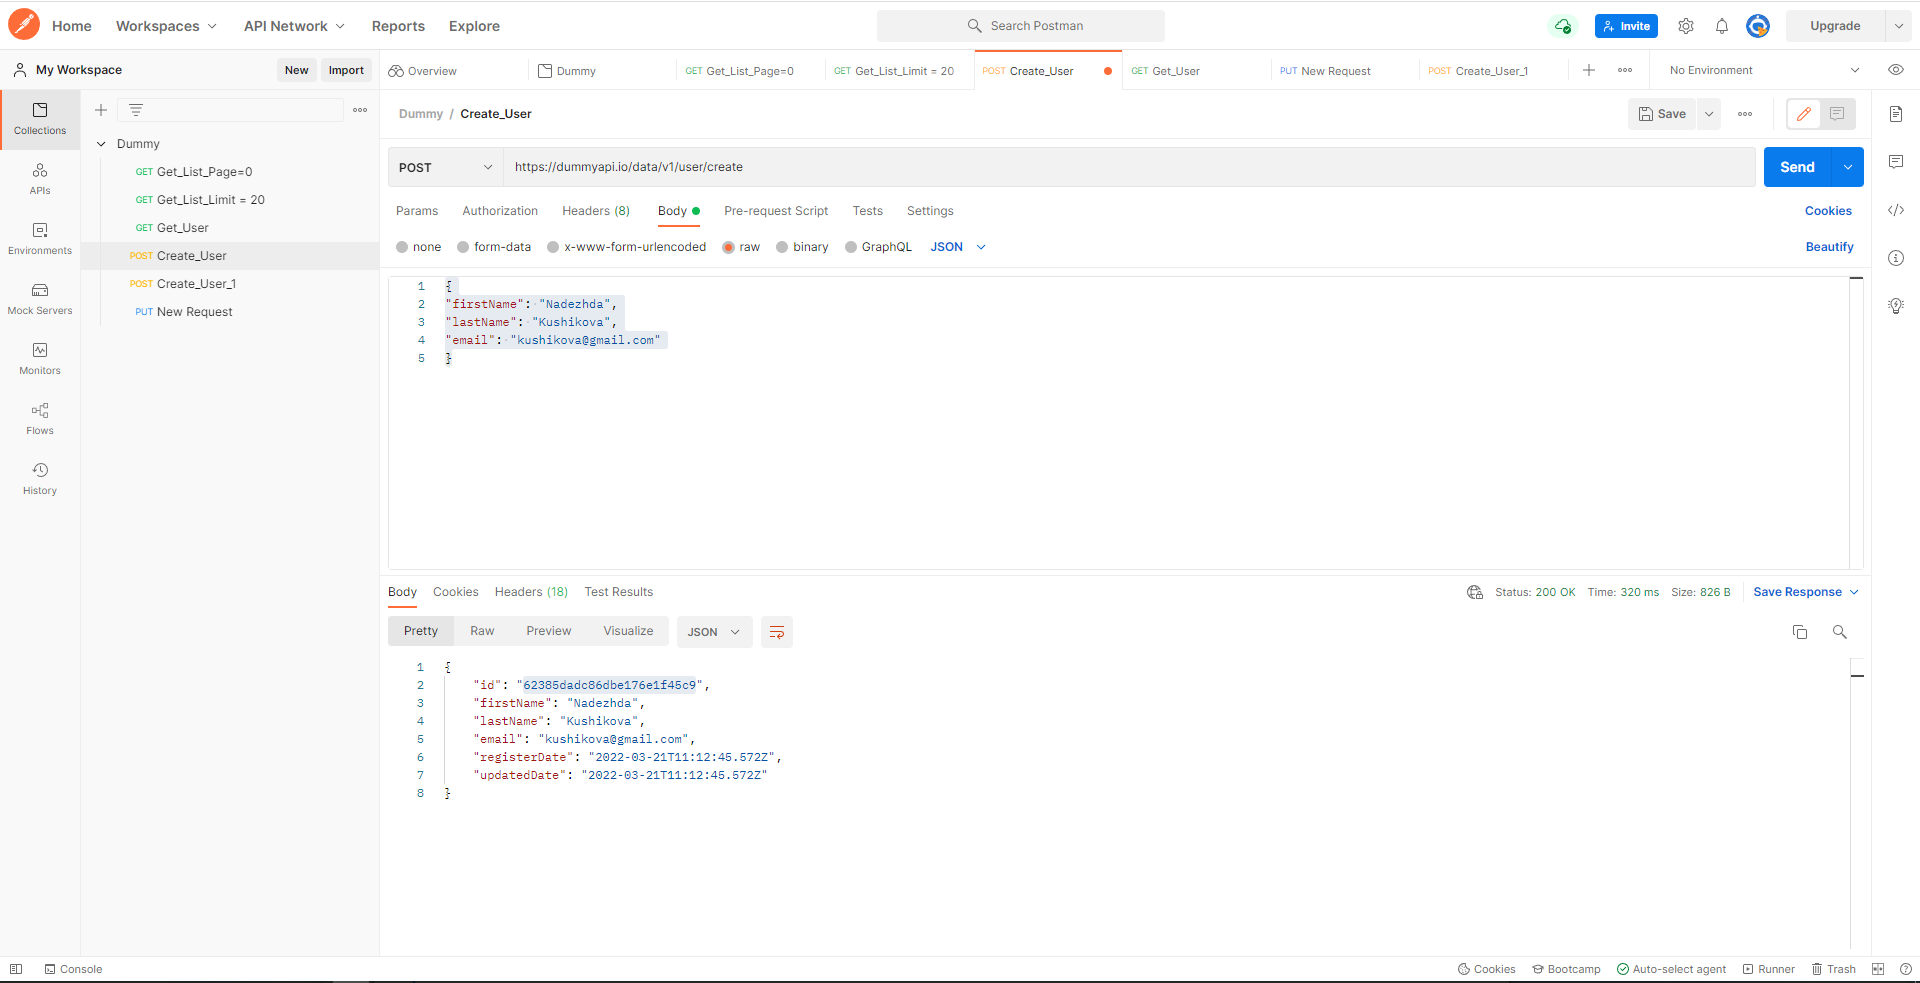 Home Workspaces API Network Reports Explore Search Postman Invite Upgrade
My Workspace New Import Overview Dummy GET Get_List_Page=0 GET Get_List_Limit = 20 POST Create_User GET Get_User PUT New Request POST Create_User_1 No Environment
Collections
APIs
Environments
Mock Servers
Monitors
Flows
History
Dummy
GET Get_List_Page=0
GET Get_List_Limit = 20
GET Get_User
POST Create_User
POST Create_User_1
PUT New Request
Dummy / Create_User Save
POST https://dummyapi.io/data/v1/user/create Send
Params Authorization Headers (8) Body Pre-request Script Tests Settings Cookies
none form-data x-www-form-urlencoded raw binary GraphQL JSON Beautify
1 {
2 "firstName": "Nadezhda",
3 "lastName": "Kushikova",
4 "email": "kushikova@gmail.com"
5 }
Body Cookies Headers (18) Test Results Status: 200 OK Time: 320 ms Size: 826 B Save Response
Pretty Raw Preview Visualize JSON
1 {
2 "id": "62385dadc86dbe176e1f45c9",
3 "firstName": "Nadezhda",
4 "lastName": "Kushikova",
5 "email": "kushikova@gmail.com",
6 "registerDate": "2022-03-21T11:12:45.572Z",
7 "updatedDate": "2022-03-21T11:12:45.572Z"
8 }
Console Cookies Bootcamp Auto-select agent Runner Trash